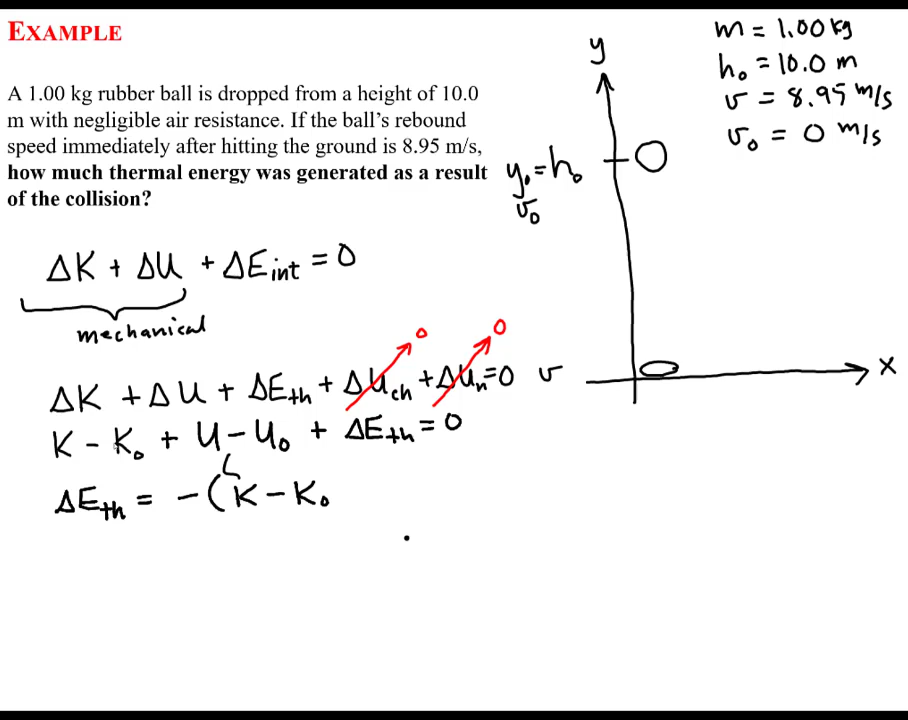 EXAMPLE
A 1.00 kg rubber ball is dropped from a height of 10.0
m with negligible air resistance. If the ball's rebound
speed immediately after hitting the ground is 8.95 m/s,
how much thermal energy was generated as a result
of the collision?
m = 1.00 kg
h₀ = 10.0 m
v = 8.95 m/s
v₀ = 0 m/s
y
y₀ = h₀
v₀
ΔK + ΔU + ΔE_int = 0
mechanical
0 0
ΔK + ΔU + ΔE_th + ΔU_ch + ΔU_n = 0
v
x
K - K₀ + U - U₀ + ΔE_th = 0
ΔE_th = -(K - K₀